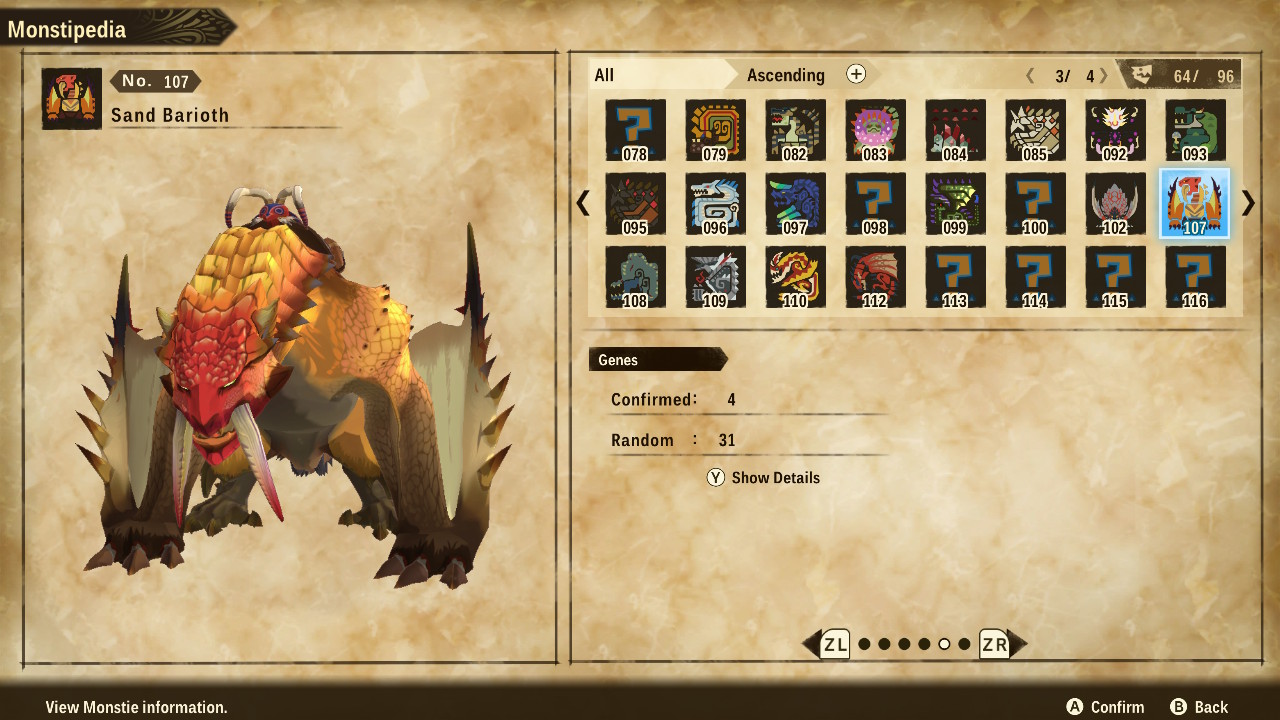 Monstipedia
No. 107
Sand Barioth
All
Ascending
3/ 4
64/ 96
078 079 082 083 084 085 092 093
095 096 097 098 099 100 102 107
108 109 110 112 113 114 115 116
Genes
Confirmed: 4
Random : 31
Y Show Details
ZL ZR
View Monstie information.
A Confirm B Back